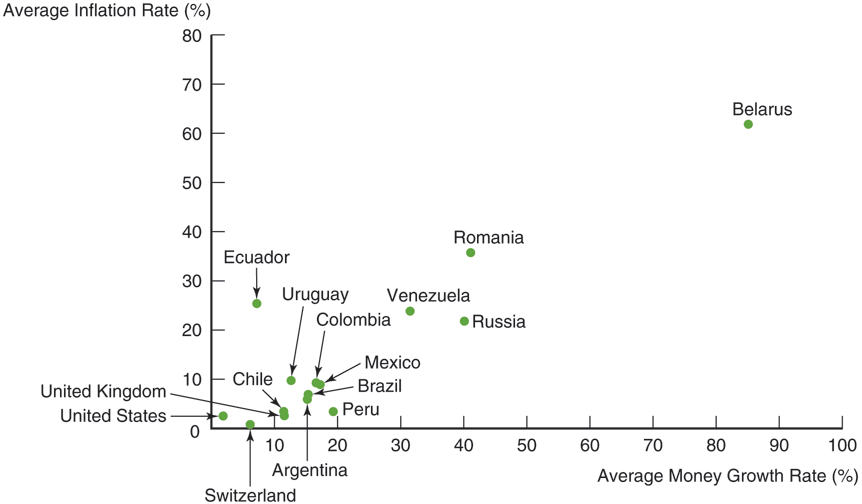 Average Inflation Rate (%)
80
70
60
50
40
30
20
10
0
Belarus
Romania
Ecuador
Venezuela
Uruguay
Russia
Colombia
Mexico
Chile
Brazil
United Kingdom
Peru
United States
10 20 30 40 50 60 70 80 90 100
Argentina
Average Money Growth Rate (%)
Switzerland